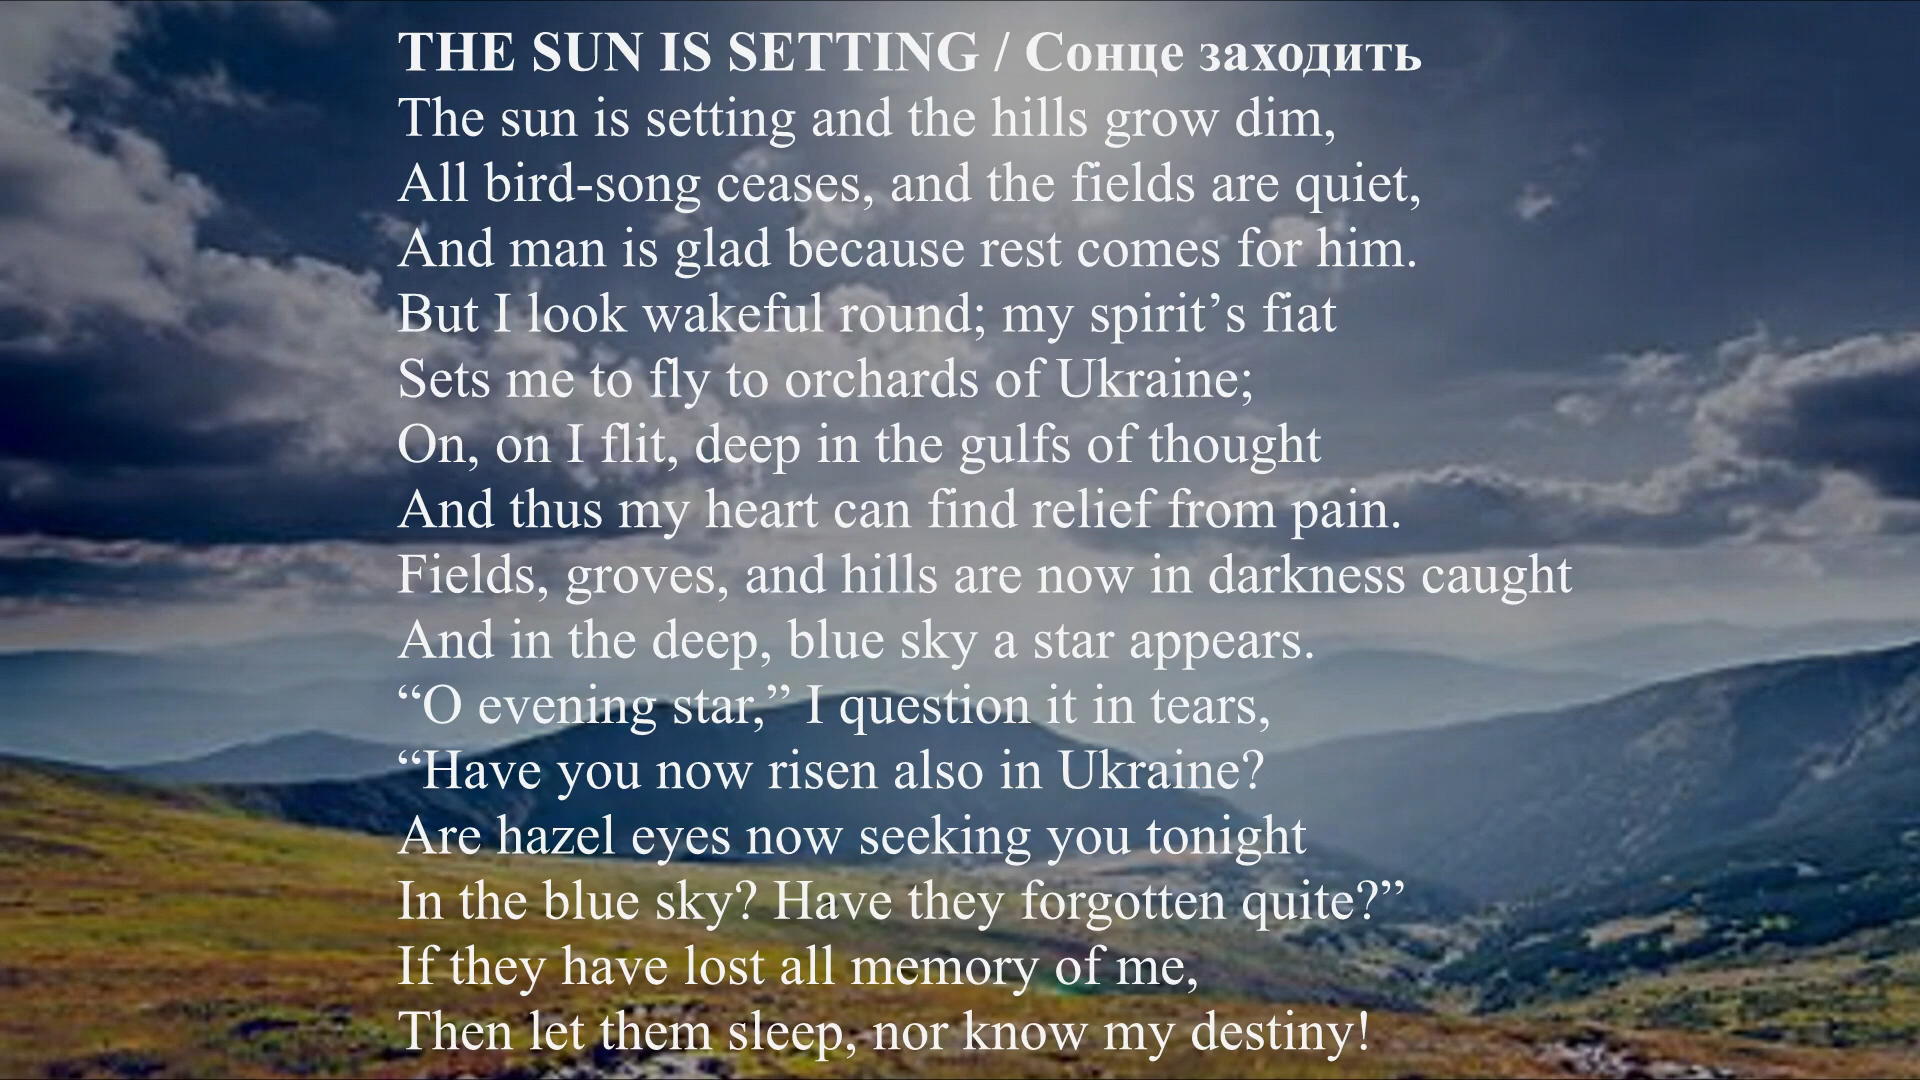 THE SUN IS SETTING / Сонце заходить
The sun is setting and the hills grow dim,
All bird-song ceases, and the fields are quiet,
And man is glad because rest comes for him.
But I look wakeful round; my spirit’s fiat
Sets me to fly to orchards of Ukraine;
On, on I flit, deep in the gulfs of thought
And thus my heart can find relief from pain.
Fields, groves, and hills are now in darkness caught
And in the deep, blue sky a star appears.
“O evening star,” I question it in tears,
“Have you now risen also in Ukraine?
Are hazel eyes now seeking you tonight
In the blue sky? Have they forgotten quite?”
If they have lost all memory of me,
Then let them sleep, nor know my destiny!